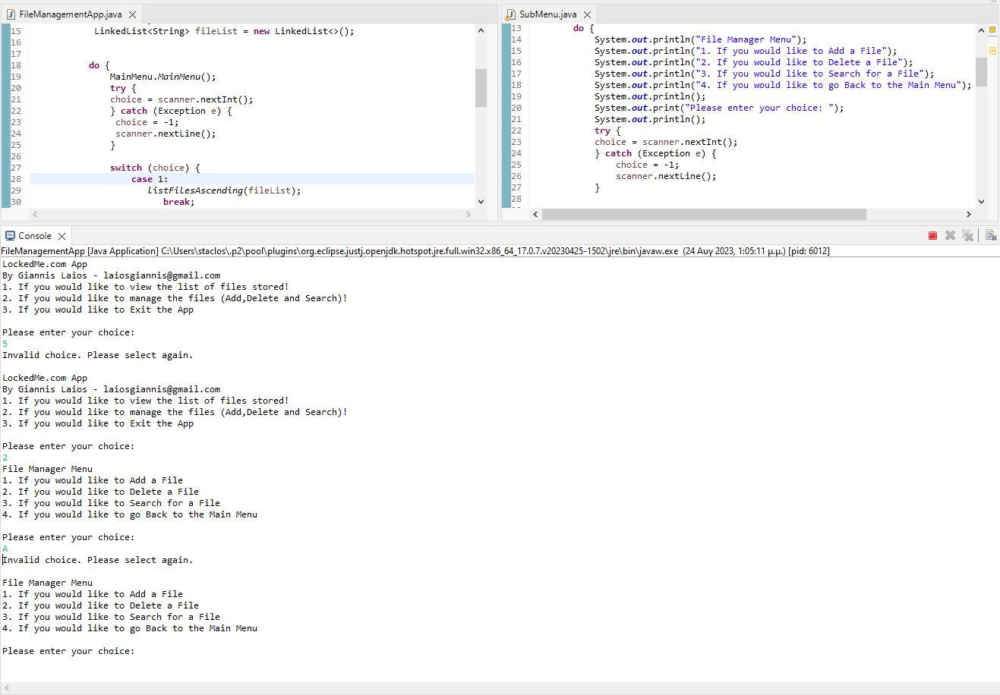 FileManagementApp.java
15 LinkedList<String> fileList = new LinkedList<>();
16
17
18 do {
19 MainMenu.MainMenu();
20 try {
21 choice = scanner.nextInt();
22 } catch (Exception e) {
23 choice = -1;
24 scanner.nextLine();
25 }
26
27 switch (choice) {
28 case 1:
29 listFilesAscending(fileList);
30 break;
SubMenu.java
13 do {
14 System.out.println("File Manager Menu");
15 System.out.println("1. If you would like to Add a File");
16 System.out.println("2. If you would like to Delete a File");
17 System.out.println("3. If you would like to Search for a File");
18 System.out.println("4. If you would like to go Back to the Main Menu");
19 System.out.println();
20 System.out.print("Please enter your choice: ");
21 System.out.println();
22 try {
23 choice = scanner.nextInt();
24 } catch (Exception e) {
25 choice = -1;
26 scanner.nextLine();
27 }
28
Console
FileManagementApp [Java Application] C:\Users\staclos\.p2\pool\plugins\org.eclipse.justj.openjdk.hotspot.jre.full.win32.x86_64_17.0.7.v20230425-1502\jre\bin\javaw.exe (24 Αυγ 2023, 1:05:11 μ.μ.) [pid: 6012]
LockedMe.com App
By Giannis Laios - laiosgiannis@gmail.com
1. If you would like to view the list of files stored!
2. If you would like to manage the files (Add,Delete and Search)!
3. If you would like to Exit the App
Please enter your choice:
5
Invalid choice. Please select again.
LockedMe.com App
By Giannis Laios - laiosgiannis@gmail.com
1. If you would like to view the list of files stored!
2. If you would like to manage the files (Add,Delete and Search)!
3. If you would like to Exit the App
Please enter your choice:
2
File Manager Menu
1. If you would like to Add a File
2. If you would like to Delete a File
3. If you would like to Search for a File
4. If you would like to go Back to the Main Menu
Please enter your choice:
A
Invalid choice. Please select again.
File Manager Menu
1. If you would like to Add a File
2. If you would like to Delete a File
3. If you would like to Search for a File
4. If you would like to go Back to the Main Menu
Please enter your choice: